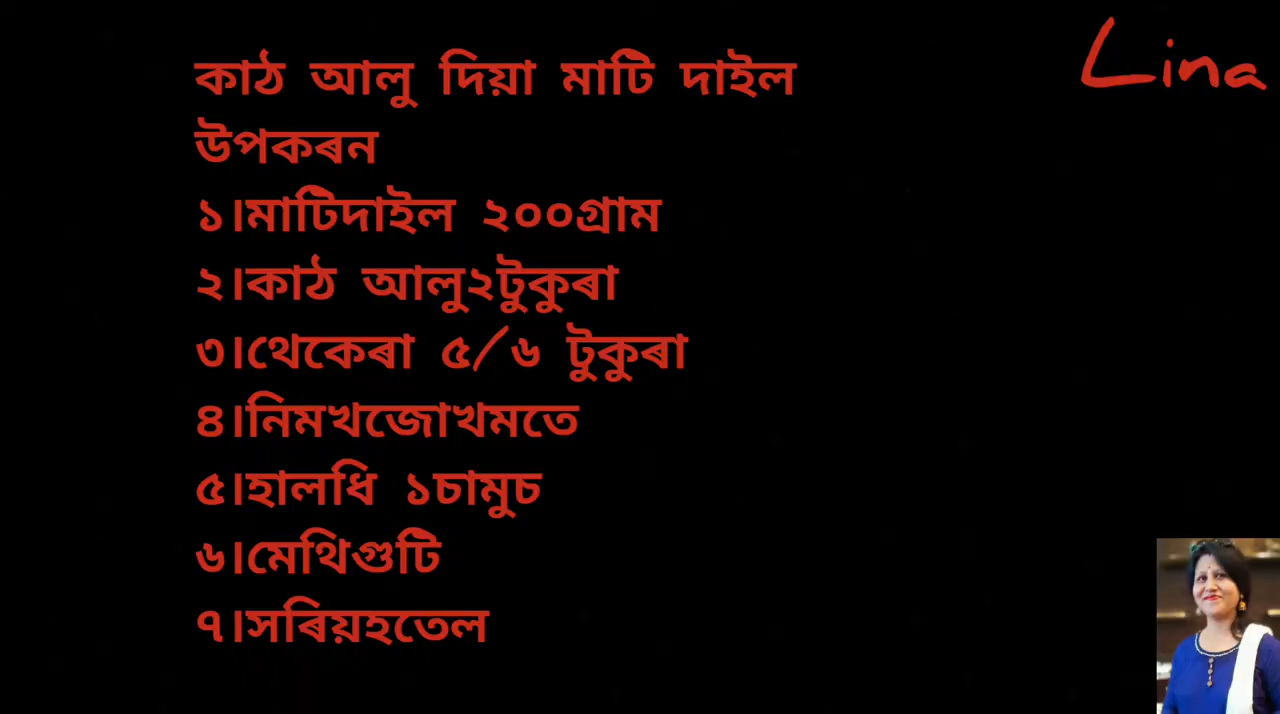 কাঠ আলু দিয়া মাটি দাইল
Lina
উপকৰন
১।মাটিদাইল ২০০গ্ৰাম
২।কাঠ আলু২টুকুৰা
৩।থেকেৰা ৫/৬ টুকুৰা
৪।নিমখজোখমতে
৫।হালধি ১চামুচ
৬।মেথিগুটি
৭।সৰিয়হতেল